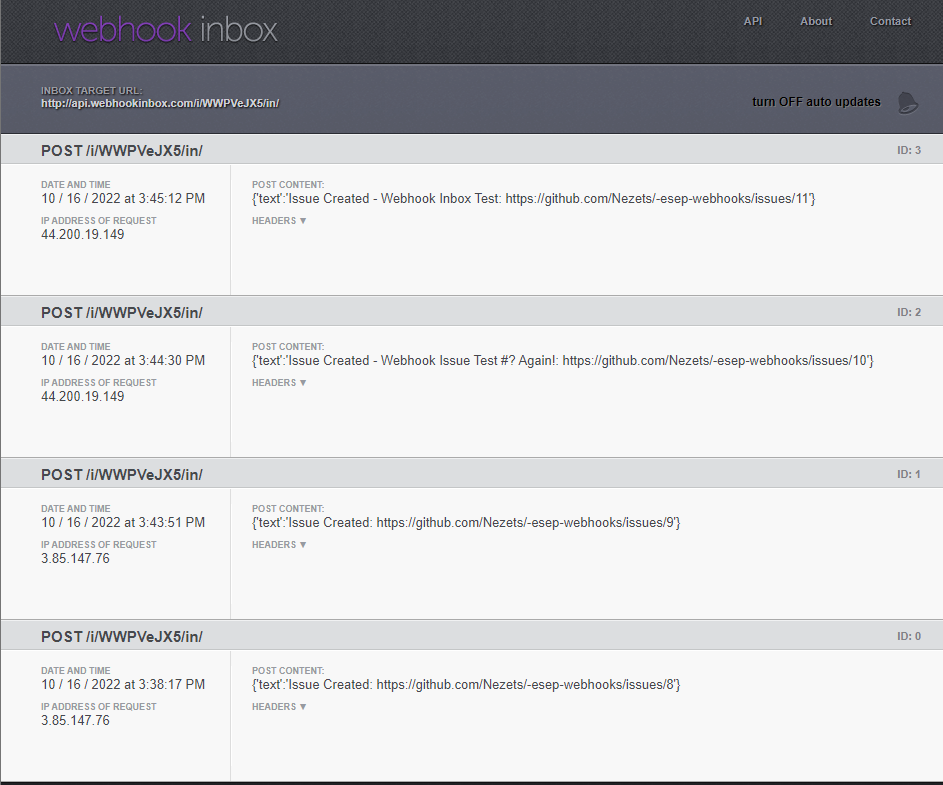 webhook inbox
API About Contact
INBOX TARGET URL:
http://api.webhookinbox.com/i/WWPVeJX5/in/
turn OFF auto updates
POST /i/WWPVeJX5/in/ ID: 3
DATE AND TIME
10 / 16 / 2022 at 3:45:12 PM
IP ADDRESS OF REQUEST
44.200.19.149
POST CONTENT:
{'text':'Issue Created - Webhook Inbox Test: https://github.com/Nezets/-esep-webhooks/issues/11'}
HEADERS ▼
POST /i/WWPVeJX5/in/ ID: 2
DATE AND TIME
10 / 16 / 2022 at 3:44:30 PM
IP ADDRESS OF REQUEST
44.200.19.149
POST CONTENT:
{'text':'Issue Created - Webhook Issue Test #? Again!: https://github.com/Nezets/-esep-webhooks/issues/10'}
HEADERS ▼
POST /i/WWPVeJX5/in/ ID: 1
DATE AND TIME
10 / 16 / 2022 at 3:43:51 PM
IP ADDRESS OF REQUEST
3.85.147.76
POST CONTENT:
{'text':'Issue Created: https://github.com/Nezets/-esep-webhooks/issues/9'}
HEADERS ▼
POST /i/WWPVeJX5/in/ ID: 0
DATE AND TIME
10 / 16 / 2022 at 3:38:17 PM
IP ADDRESS OF REQUEST
3.85.147.76
POST CONTENT:
{'text':'Issue Created: https://github.com/Nezets/-esep-webhooks/issues/8'}
HEADERS ▼